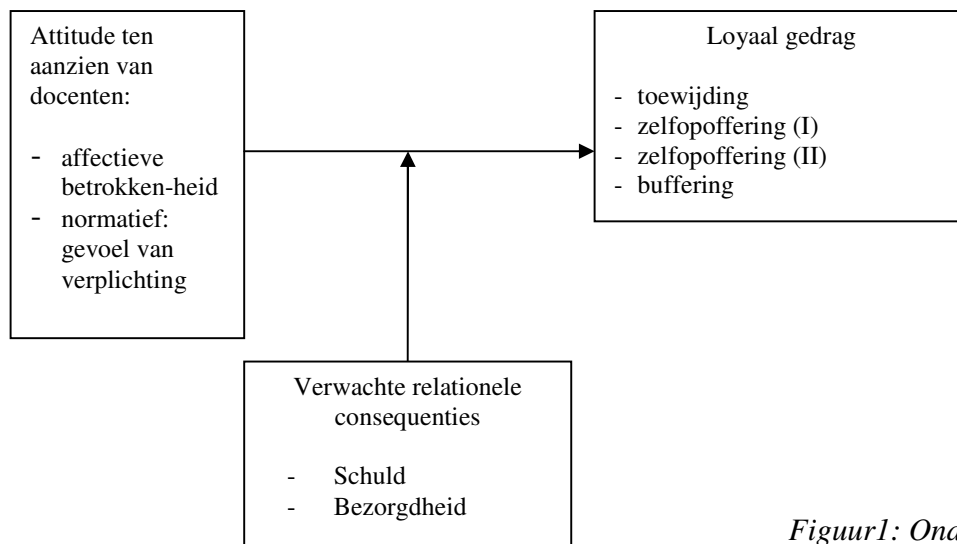 Attitude ten
aanzien van
docenten:
- affectieve
betrokken-heid
- normatief:
gevoel van
verplichting
Loyaal gedrag
- toewijding
- zelfopoffering (I)
- zelfopoffering (II)
- buffering
Verwachte relationele
consequenties
- Schuld
- Bezorgdheid
Figuur1: